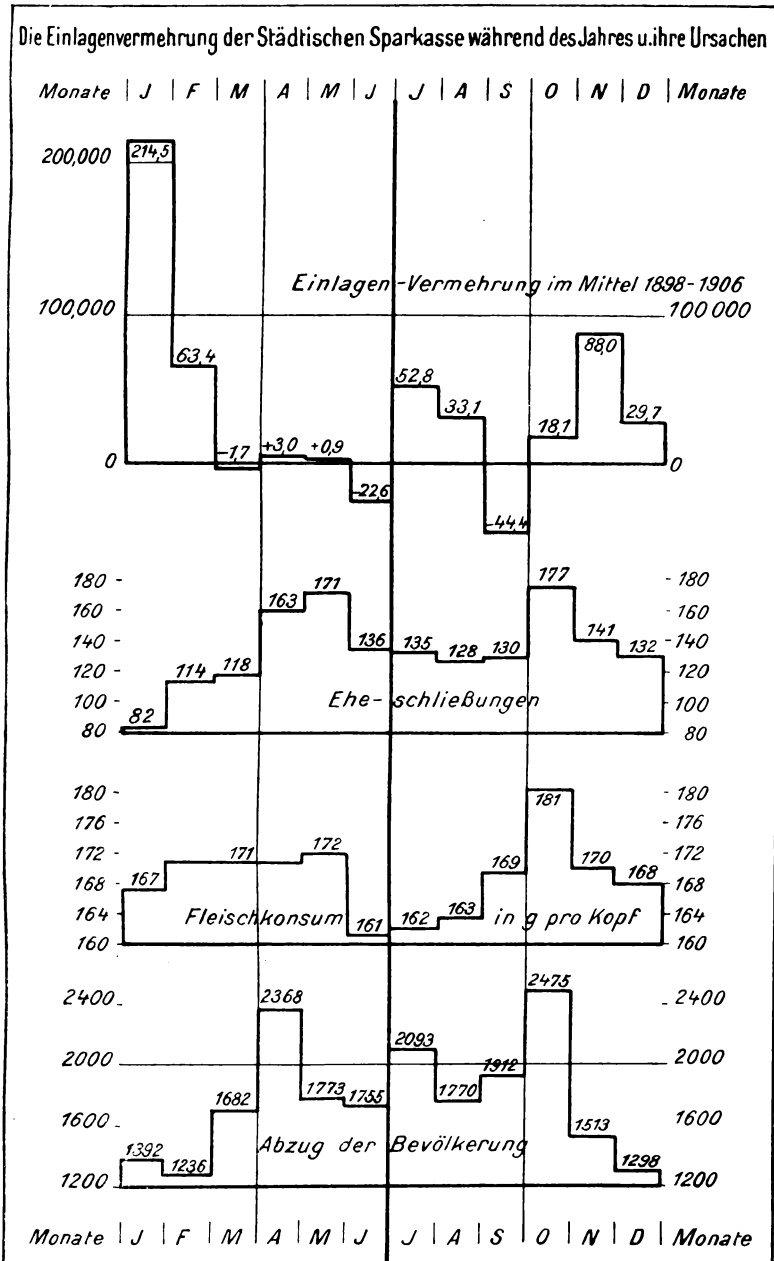 Die Einlagenvermehrung der Städtischen Sparkasse während des Jahres u. ihre Ursachen
Monate | J | F | M | A | M | J | J | A | S | O | N | D | Monate
200,000
214,5
Einlagen-Vermehrung im Mittel 1898-1906
100,000
100 000
63,4
52,8
33,1
18,1
88,0
29,7
-1,7
+3,0
+0,9
0
0
-22,6
-44,4
180 - 171 177 - 180
160 - 163 - 160
140 - 136 135 128 130 141 132 - 140
120 - 114 118 - 120
100 - 82 Ehe-schließungen - 100
80 80
180 - 181 - 180
176 - - 176
172 - 171 172 169 170 168 - 172
168 - 167 - 168
164 - Fleischkonsum 161 162 163 in g pro Kopf - 164
160 160
2400 2368 2475 2400
2000 2093 1912 2000
1682 1773 1755 1770
1600 1513 1600
1392 1236 Abzug der Bevölkerung 1298
1200 1200
Monate | J | F | M | A | M | J | J | A | S | O | N | D | Monate